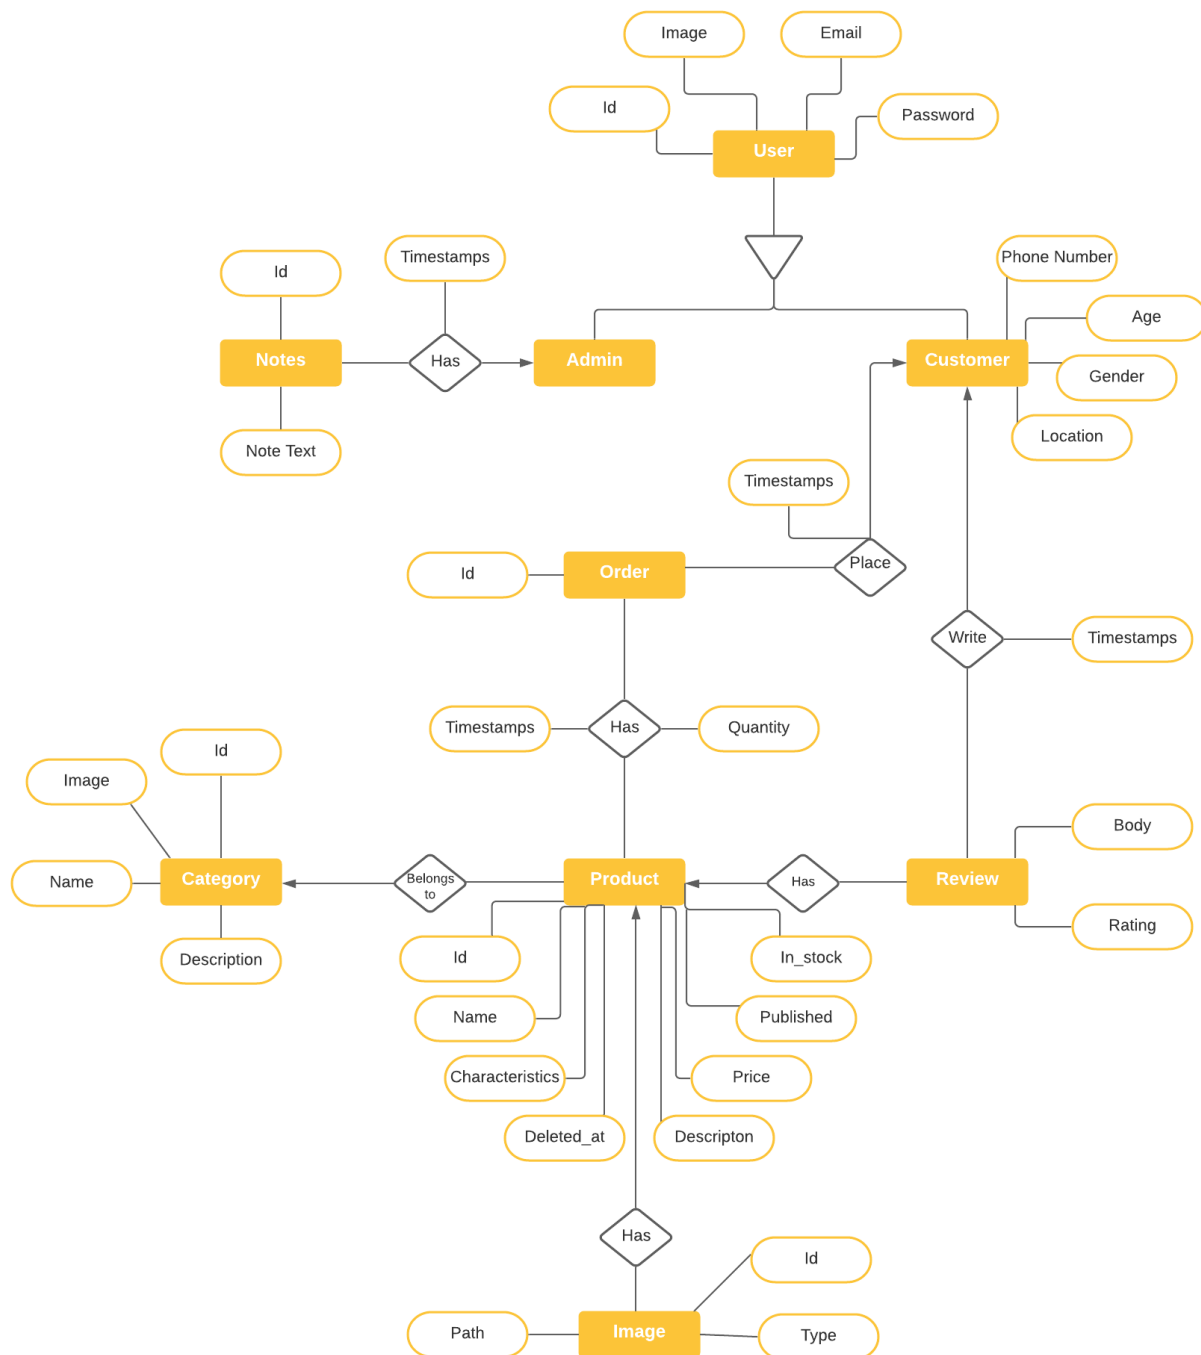 Image
Email
Id
Password
User
Timestamps
Phone Number
Id
Age
Notes
Has
Admin
Customer
Gender
Note Text
Location
Timestamps
Id
Order
Place
Write
Timestamps
Timestamps
Has
Quantity
Id
Image
Body
Name
Category
Belongs
to
Product
Has
Review
Rating
Description
Id
In_stock
Name
Published
Characteristics
Price
Deleted_at
Descripton
Has
Id
Path
Image
Type